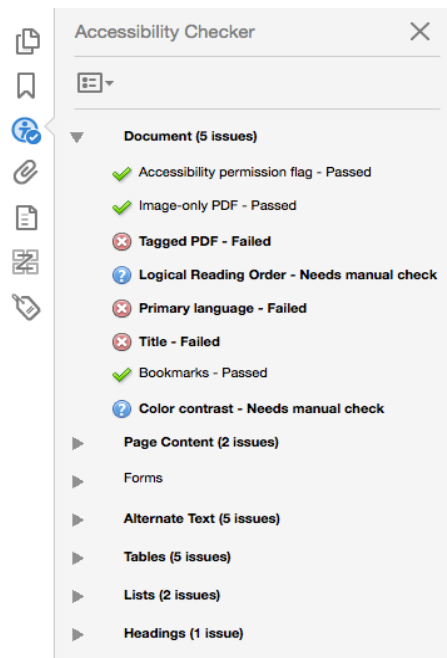 Accessibility Checker
Document (5 issues)
Accessibility permission flag - Passed
Image-only PDF - Passed
Tagged PDF - Failed
Logical Reading Order - Needs manual check
Primary language - Failed
Title - Failed
Bookmarks - Passed
Color contrast - Needs manual check
Page Content (2 issues)
Forms
Alternate Text (5 issues)
Tables (5 issues)
Lists (2 issues)
Headings (1 issue)